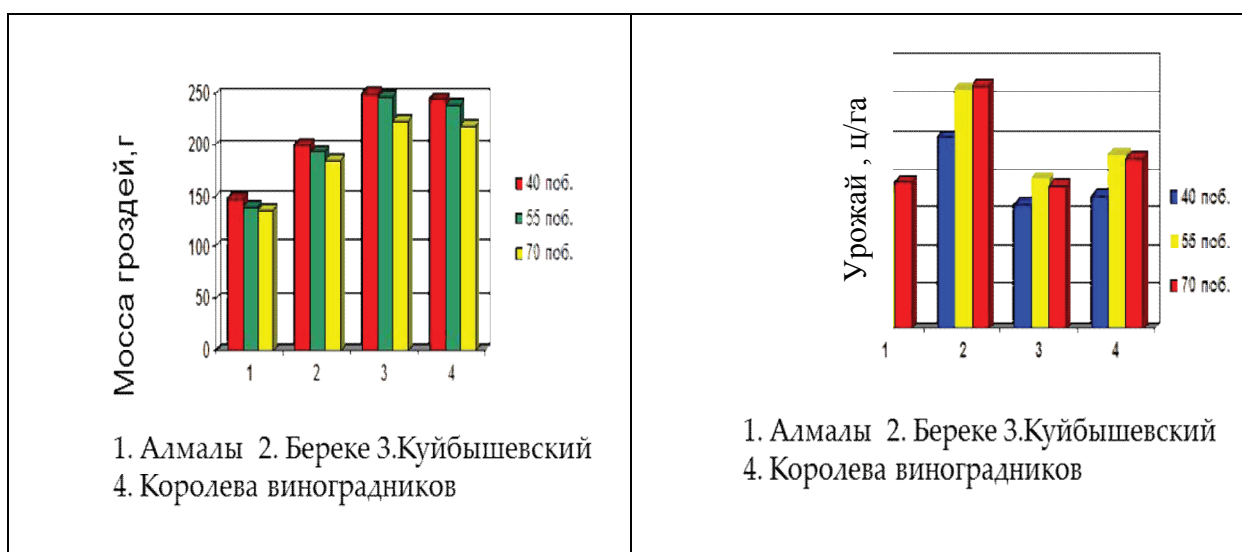 Мосса гроздей,г
250
200
150
100
50
0
1 2 3 4
40 поб.
55 поб.
70 поб.
1. Алмалы 2. Береке 3.Куйбышевский
4. Королева виноградников
Урожай , ц/га
1 2 3 4
40 поб.
55 поб.
70 поб.
1. Алмалы 2. Береке 3.Куйбышевский
4. Королева виноградников